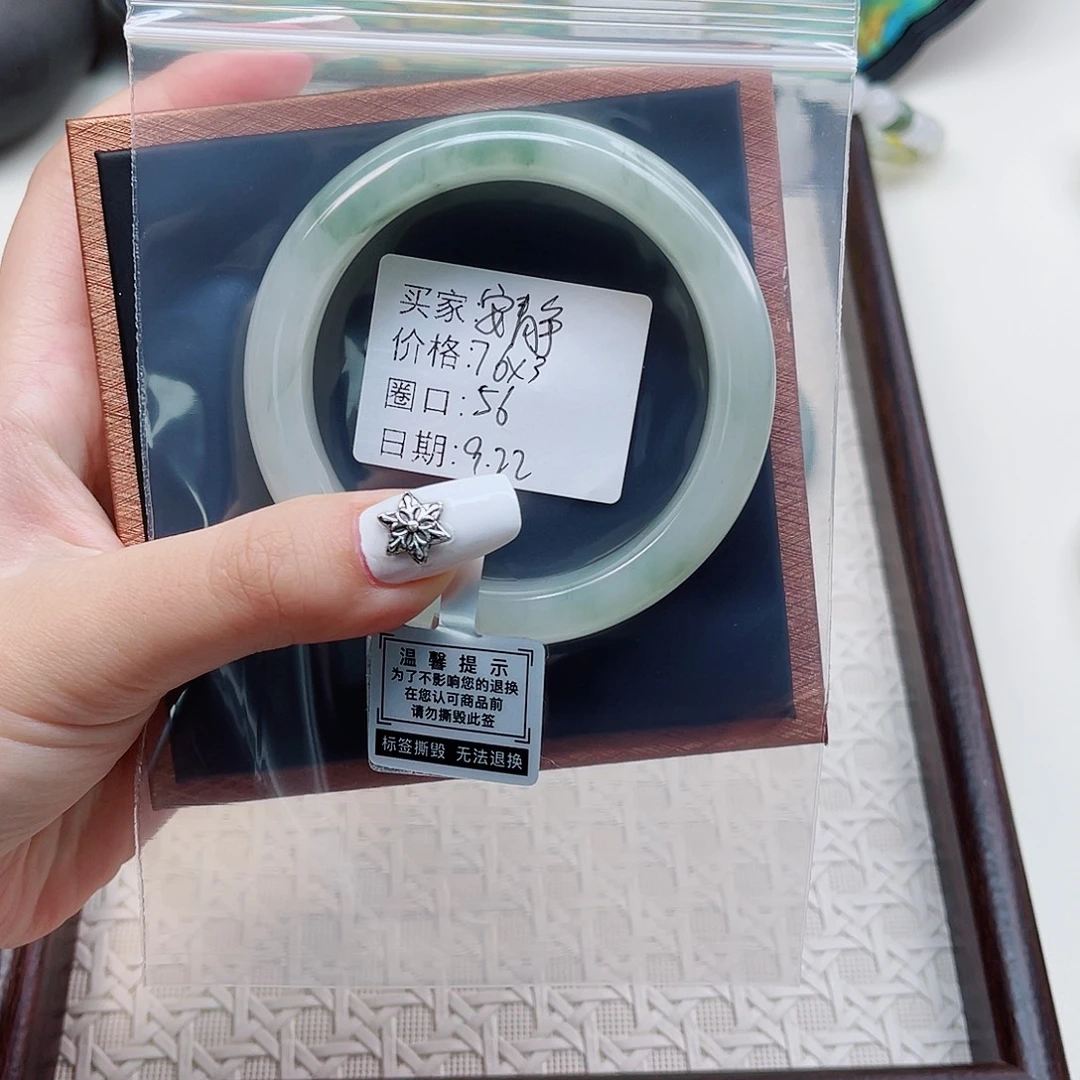 买家:安静
价格:76x3
圈口:56
日期:9.22
温馨提示
为了不影响您的退换
在您认可商品前
请勿撕毁此签
标签撕毁 无法退换